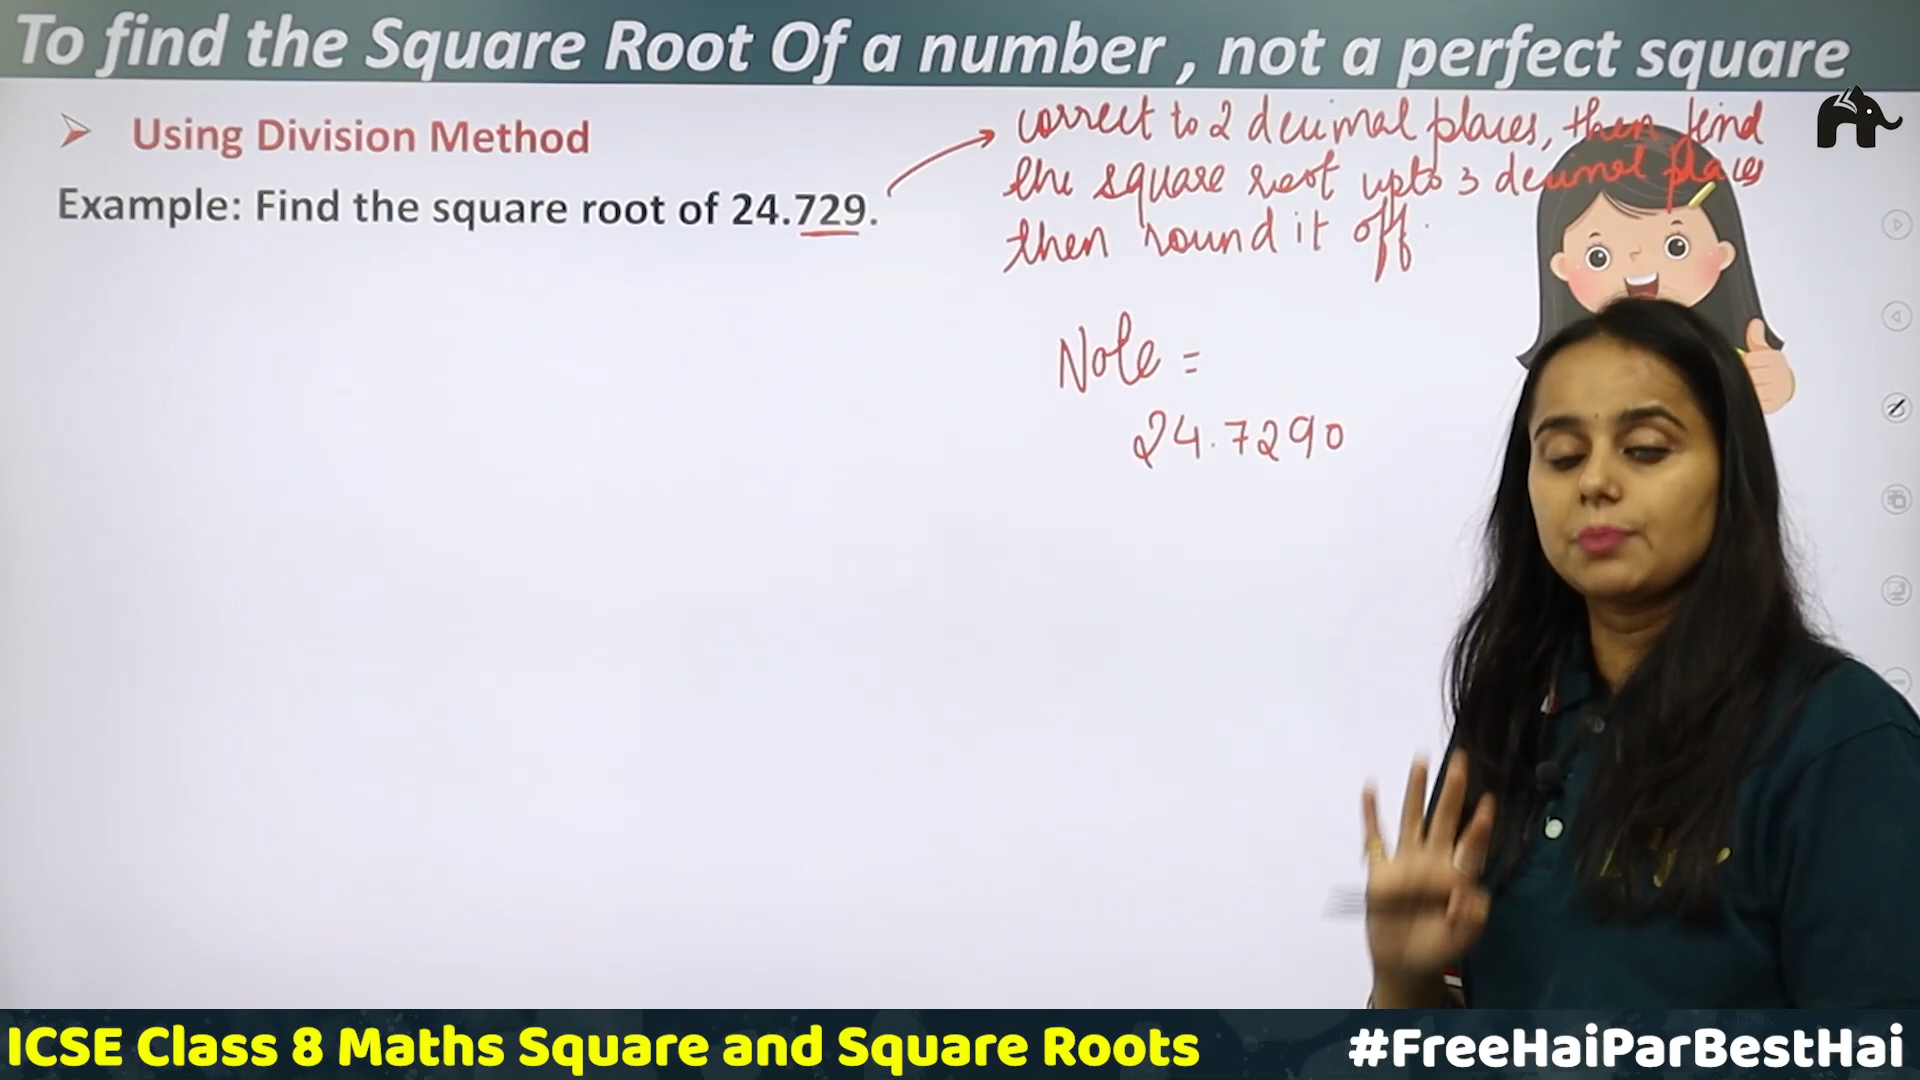 To find the Square Root Of a number , not a perfect square
Using Division Method
Example: Find the square root of 24.729.
correct to 2 decimal places, then find
the square root upto 3 decimal places
then round it off.
Note =
24.7290
ICSE Class 8 Maths Square and Square Roots
#FreeHaiParBestHai